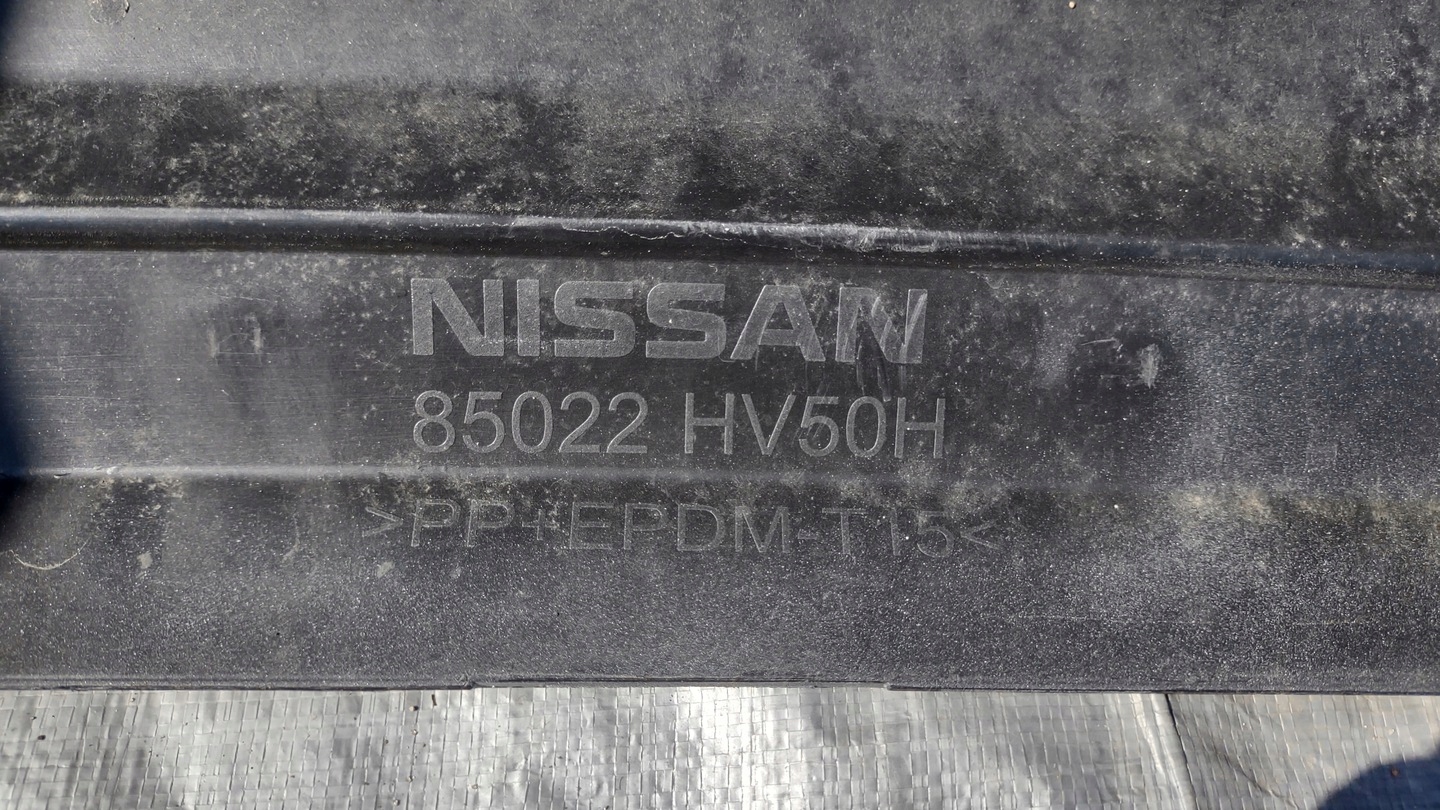 NISSAN
85022 HV50H
>PP+EPDM-T15<